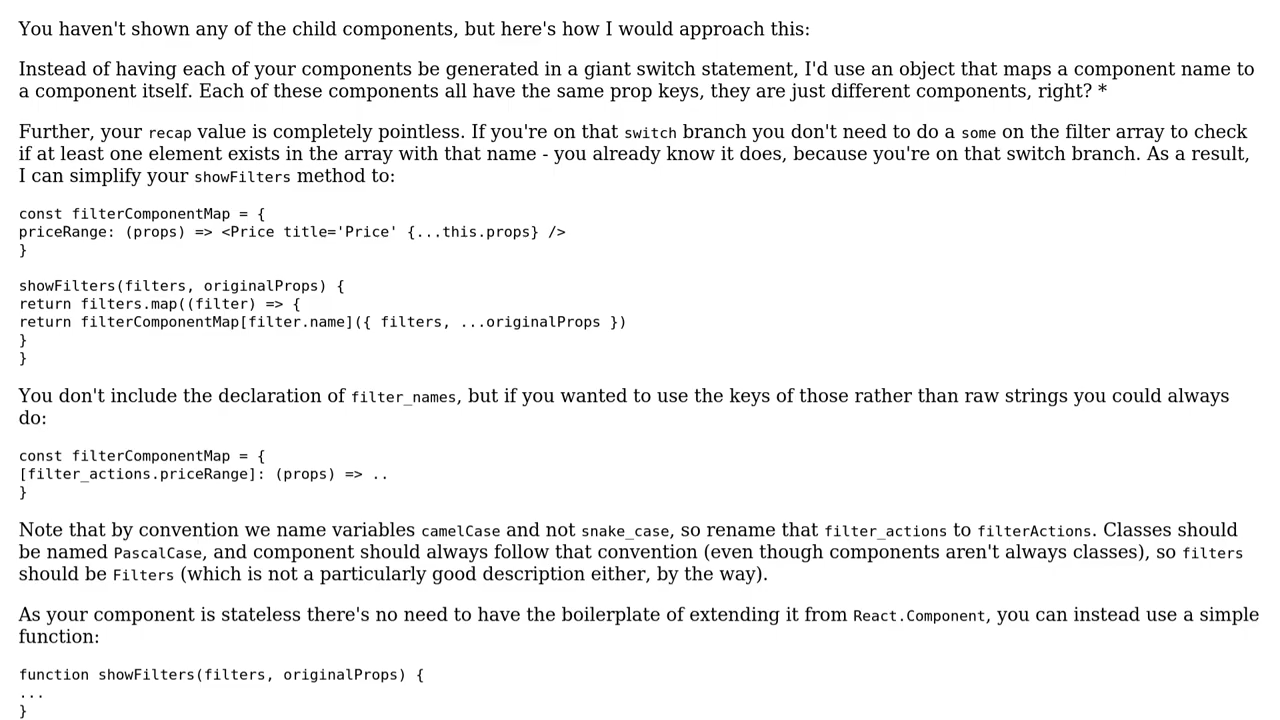 You haven't shown any of the child components, but here's how I would approach this:
Instead of having each of your components be generated in a giant switch statement, I'd use an object that maps a component name to
a component itself. Each of these components all have the same prop keys, they are just different components, right? *
Further, your recap value is completely pointless. If you're on that switch branch you don't need to do a some on the filter array to check
if at least one element exists in the array with that name - you already know it does, because you're on that switch branch. As a result,
I can simplify your showFilters method to:
const filterComponentMap = {
priceRange: (props) => <Price title='Price' {...this.props} />
}
showFilters(filters, originalProps) {
return filters.map((filter) => {
return filterComponentMap[filter.name]({ filters, ...originalProps })
}
}
You don't include the declaration of filter_names, but if you wanted to use the keys of those rather than raw strings you could always
do:
const filterComponentMap = {
[filter_actions.priceRange]: (props) => ..
}
Note that by convention we name variables camelCase and not snake_case, so rename that filter_actions to filterActions. Classes should
be named PascalCase, and component should always follow that convention (even though components aren't always classes), so filters
should be Filters (which is not a particularly good description either, by the way).
As your component is stateless there's no need to have the boilerplate of extending it from React.Component, you can instead use a simple
function:
function showFilters(filters, originalProps) {
...
}